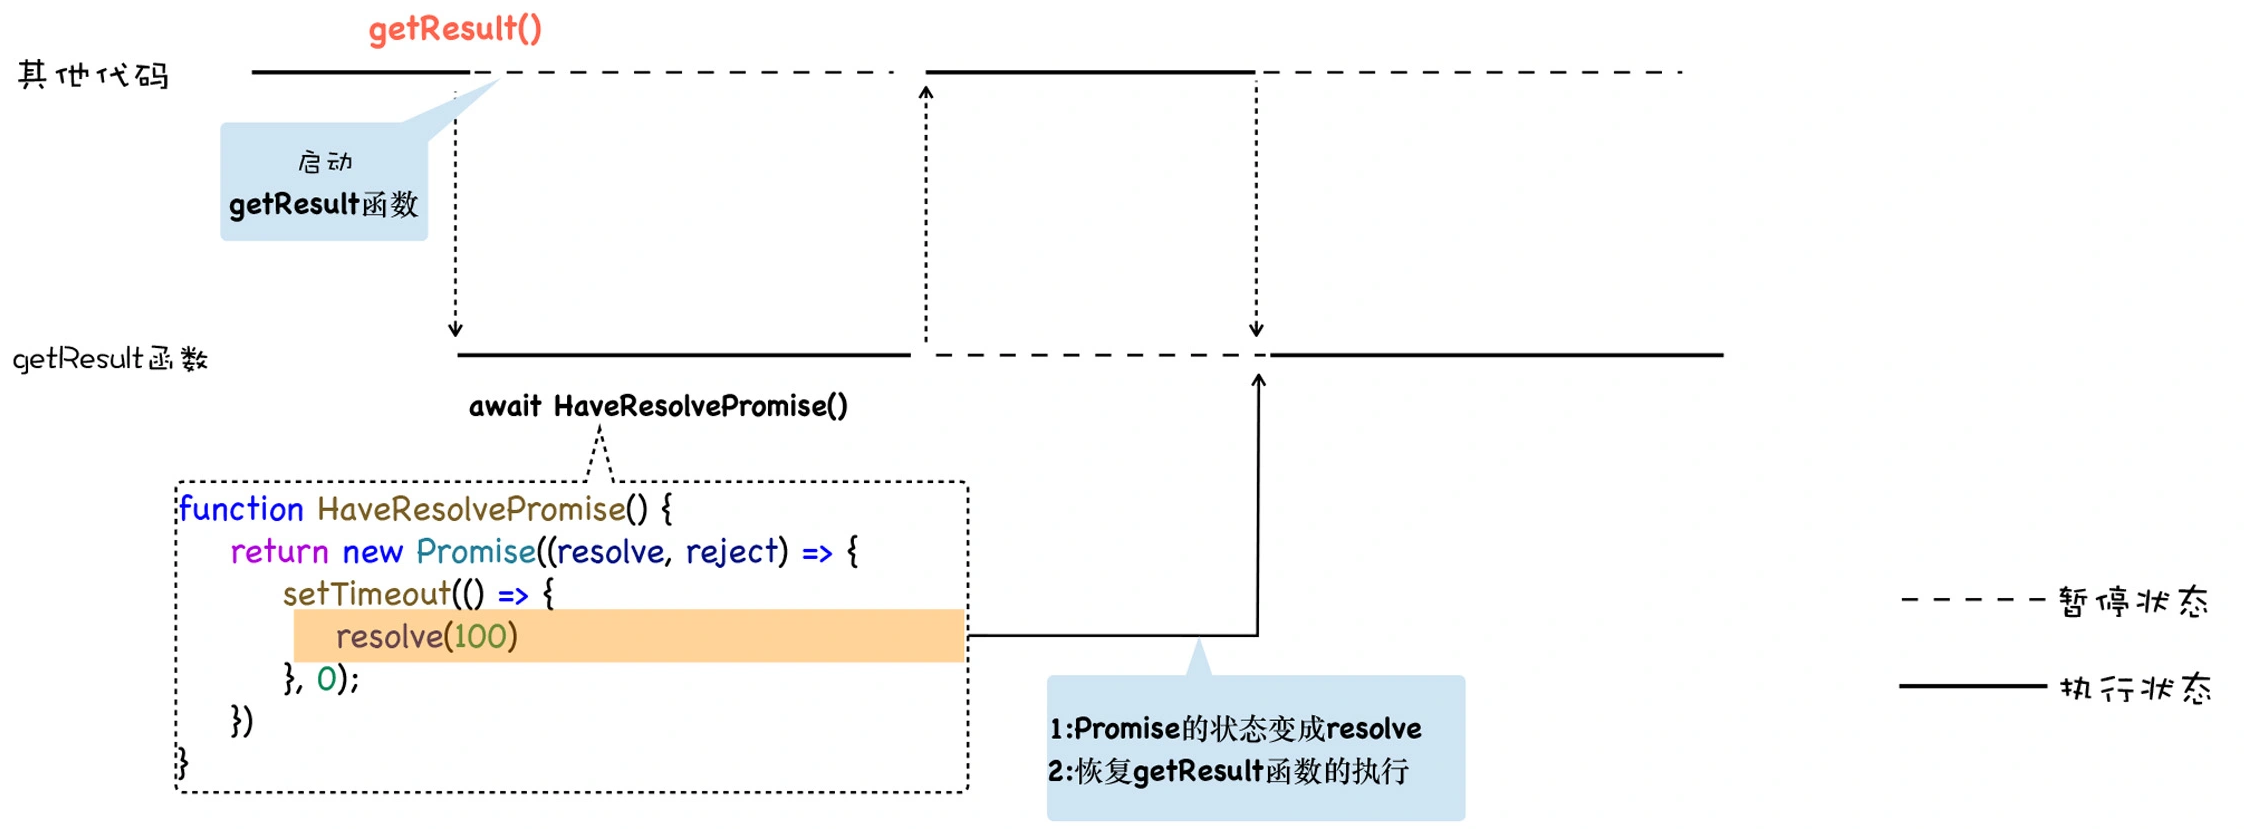 getResult()
其他代码
启动
getResult函数
getResult函数
await HaveResolvePromise()
function HaveResolvePromise() {
return new Promise((resolve, reject) => {
setTimeout(() => {
resolve(100)
}, 0);
})
}
1:Promise的状态变成resolve
2:恢复getResult函数的执行
暂停状态
执行状态